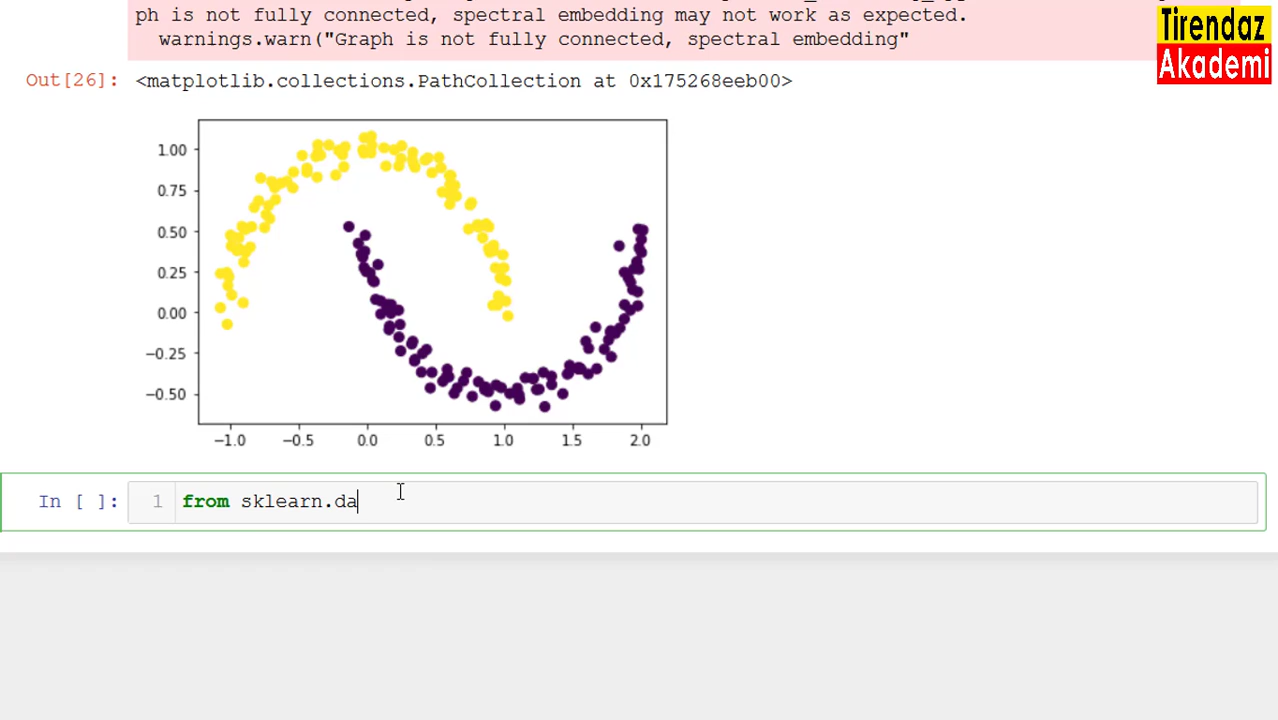 ph is not fully connected, spectral embedding may not work as expected.
warnings.warn("Graph is not fully connected, spectral embedding"
Tirendaz
Akademi
Out[26]: <matplotlib.collections.PathCollection at 0x175268eeb00>
1.00
0.75
0.50
0.25
0.00
−0.25
−0.50
−1.0 −0.5 0.0 0.5 1.0 1.5 2.0
In [ ]: 1 from sklearn.da